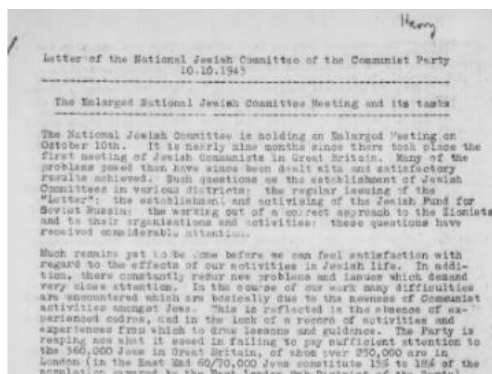 Henry
Letter of the National Jewish Committee of the Communist Party
10.10.1943
The Enlarged National Jewish Committee Meeting and its tasks
The National Jewish Committee is holding an Enlarged Meeting on
October 10th. It is nearly nine months since there took place the
first meeting of Jewish Communists in Great Britain. Many of the
problems posed then have since been dealt with and satisfactory
results achieved. Such questions as the establishment of Jewish
Committees in various districts: the regular issuing of the
"Letter": the establishment and activising of the Jewish Fund for
Soviet Russia: the working out of a correct approach to the Zionists
and to their organisations and activities: these questions have
received considerable attention.
Much remains yet to be done before we can feel satisfaction with
regard to the effects of our activities in Jewish life. In addi-
tion, there constantly recur new problems and issues which demand
very close attention. In the course of our work many difficulties
are encountered which are basically due to the newness of Communist
activities amongst Jews. This is reflected in the absence of ex-
perienced cadres, and in the lack of a record of activities and
experiences from which to draw lessons and guidance. The Party is
reaping now what it sowed in failing to pay sufficient attention to
the 360,000 Jews in Great Britain, of whom over 250,000 are in
London (in the East End 60/70,000 Jews constitute 15% to 18% of the
population